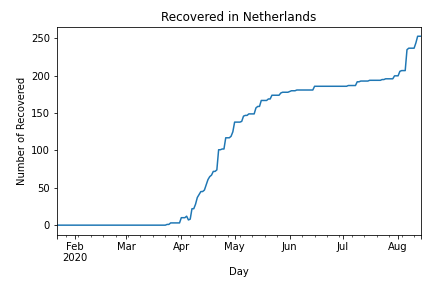 Recovered in Netherlands
Number of Recovered
250
200
150
100
50
0
Feb Mar Apr May Jun Jul Aug
2020
Day